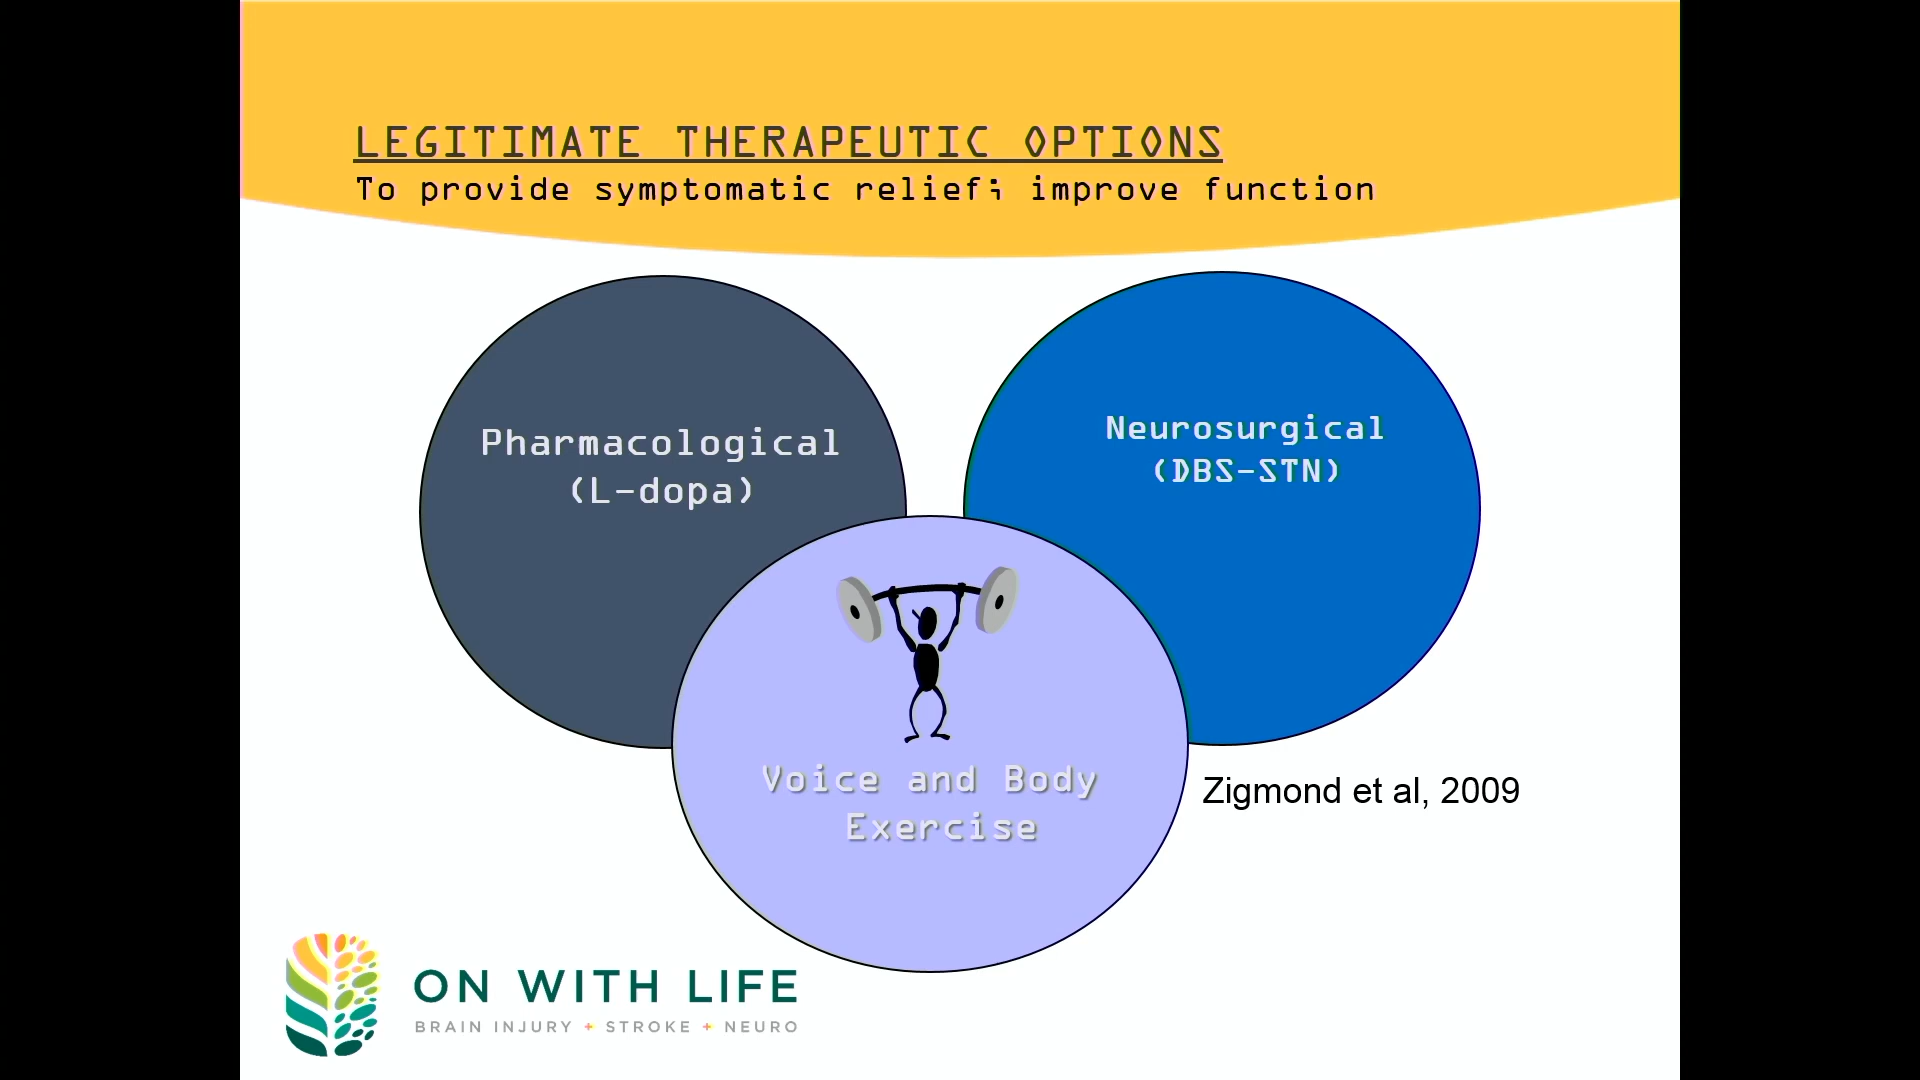 LEGITIMATE THERAPEUTIC OPTIONS
To provide symptomatic relief; improve function
Pharmacological
(L-dopa)
Neurosurgical
(DBS-STN)
Voice and Body
Exercise
Zigmond et al, 2009
ON WITH LIFE
BRAIN INJURY + STROKE + NEURO